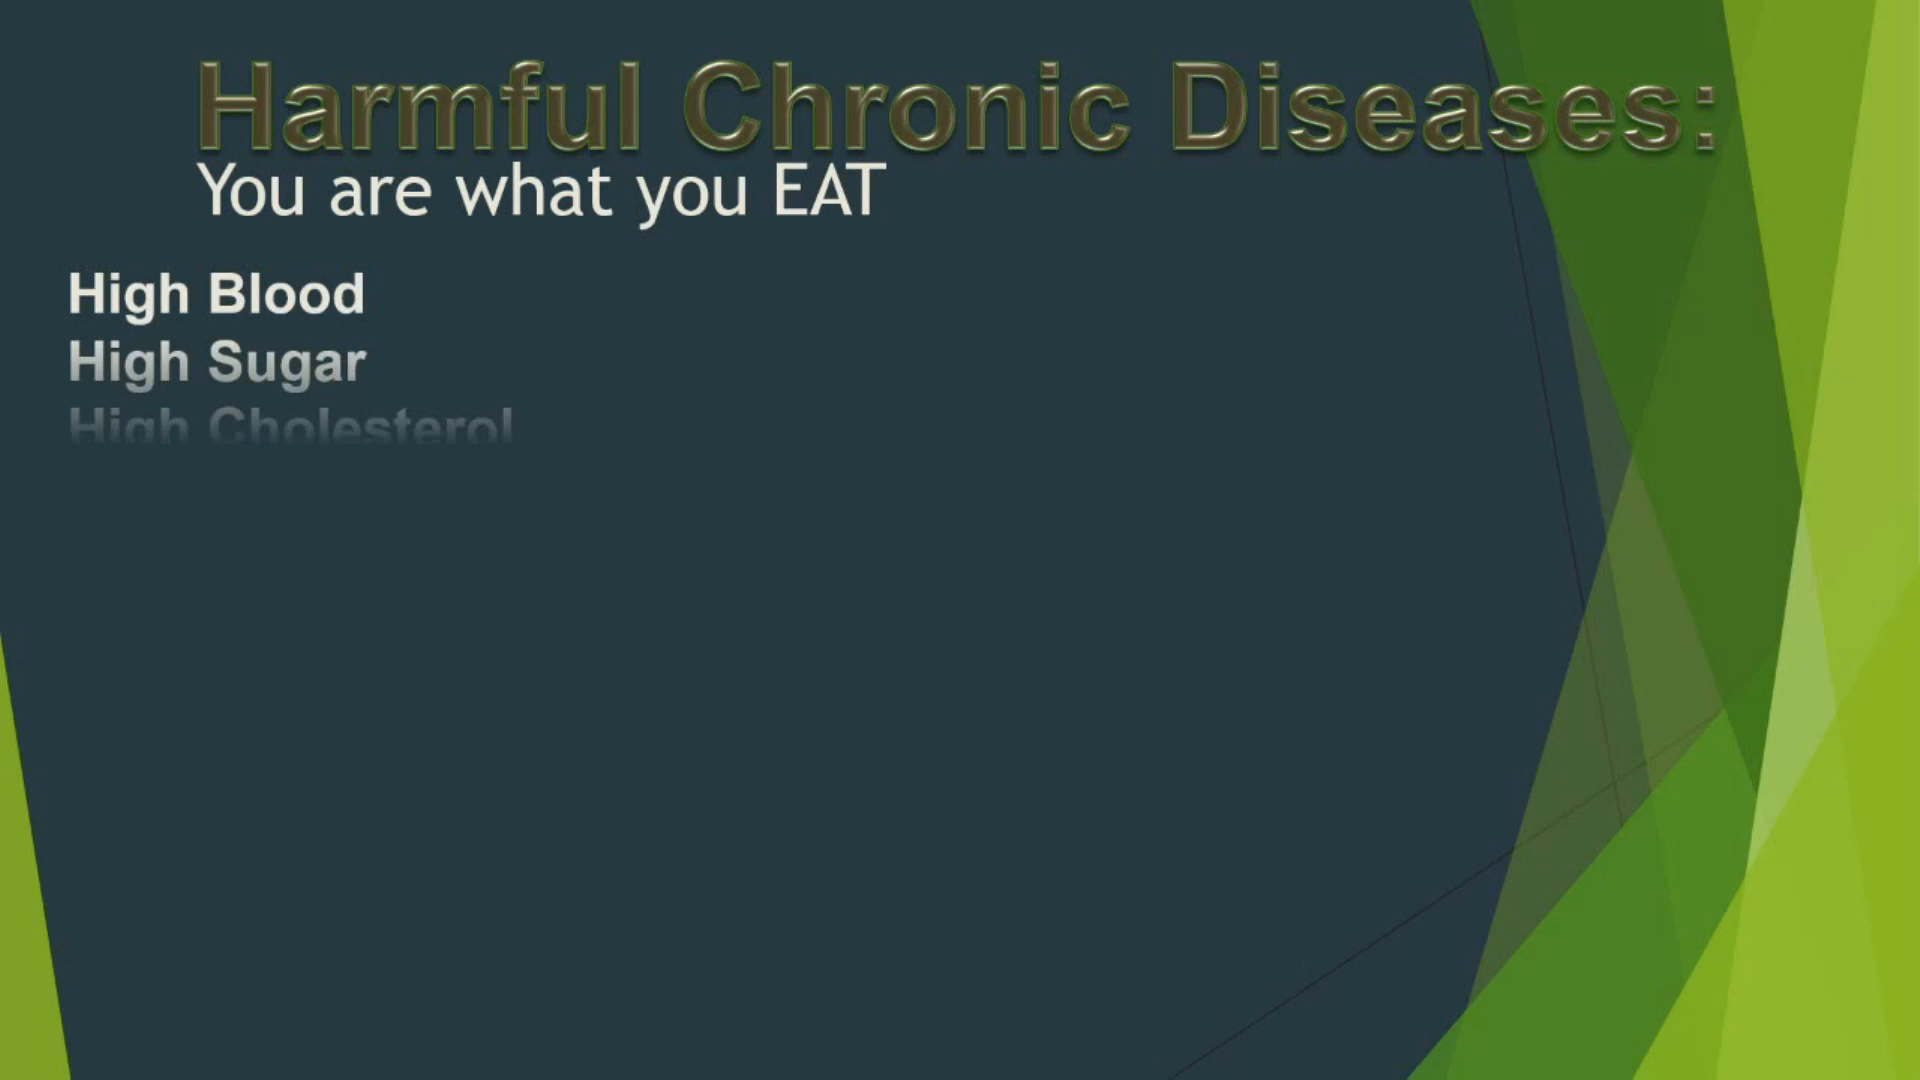 Harmful Chronic Diseases:
You are what you EAT
High Blood
High Sugar
High Cholesterol